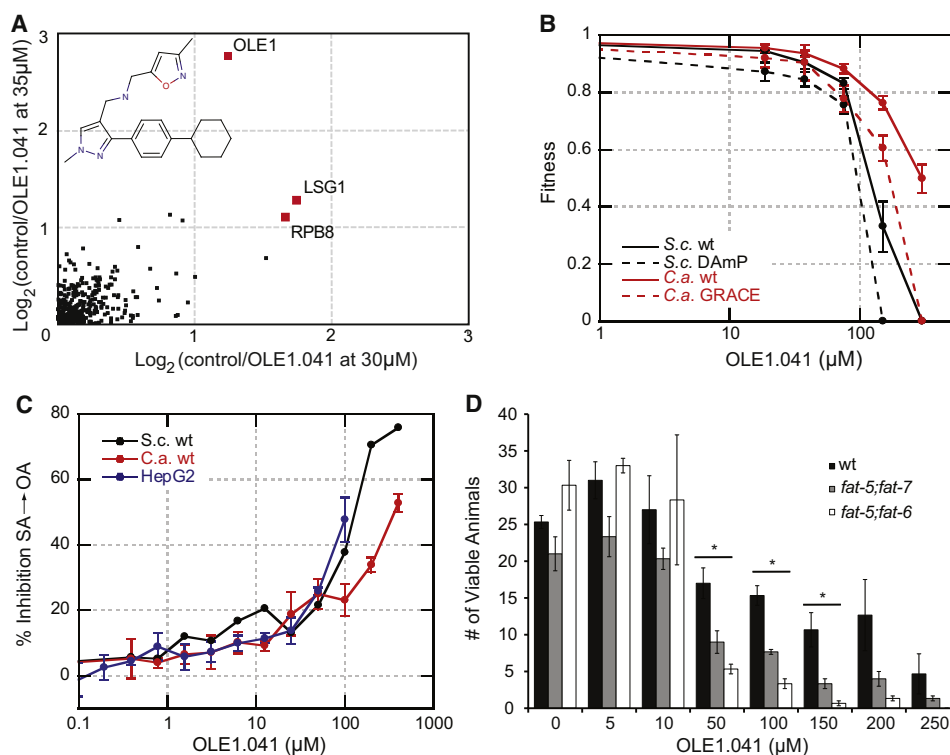 A
Log2 (control/OLE1.041 at 35µM)
3
2
1
0
0
1
2
3
Log2 (control/OLE1.041 at 30µM)
OLE1
LSG1
RPB8
N
O
N
N
N
B
Fitness
1
0.8
0.6
0.4
0.2
0
1
10
100
OLE1.041 (µM)
S.c. wt
S.c. DAmP
C.a. wt
C.a. GRACE
C
% Inhibition SA→OA
80
60
40
20
0
0.1
1
10
100
1000
OLE1.041 (µM)
S.c. wt
C.a. wt
HepG2
D
# of Viable Animals
40
35
30
25
20
15
10
5
0
0
5
10
50
100
150
200
250
OLE1.041 (µM)
wt
fat-5;fat-7
fat-5;fat-6
*
*
*